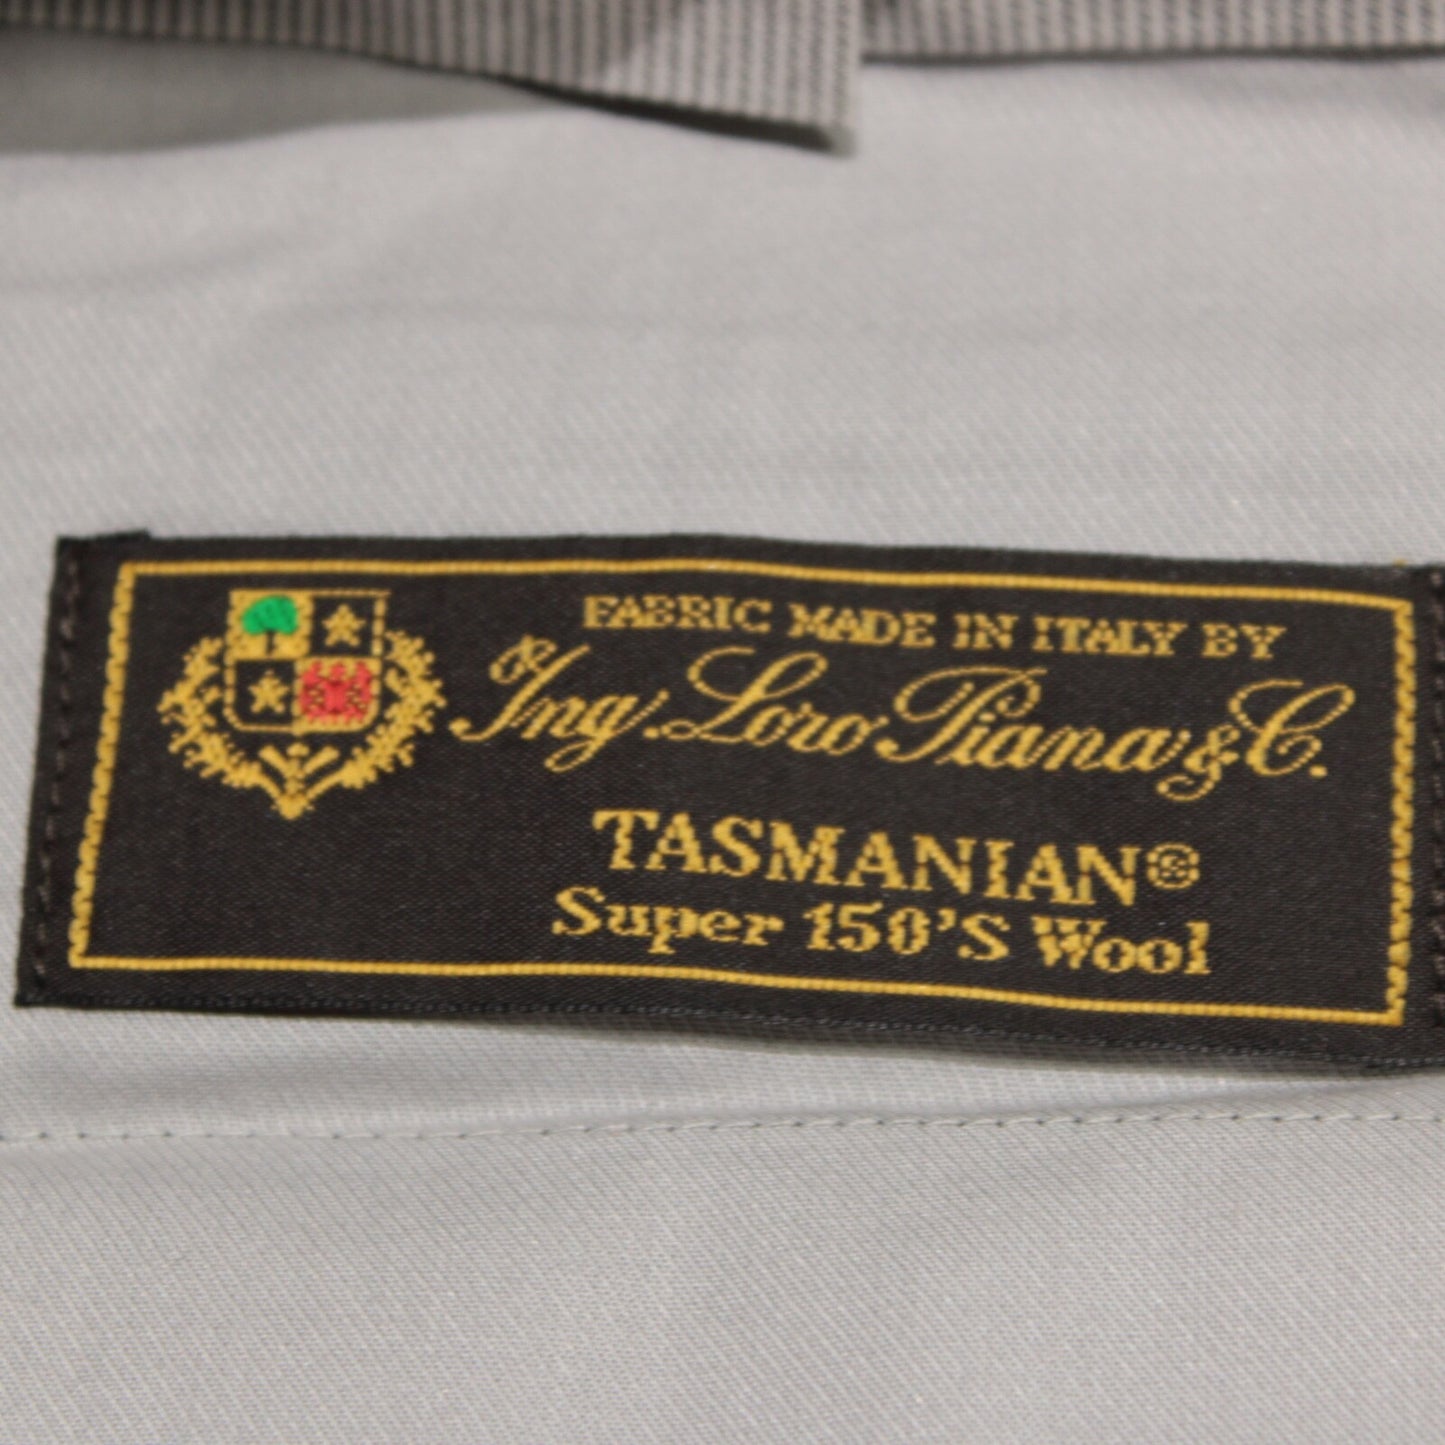 FABRIC MADE IN ITALY BY
Ing. Loro Piana & C.
TASMANIAN®
Super 150'S Wool